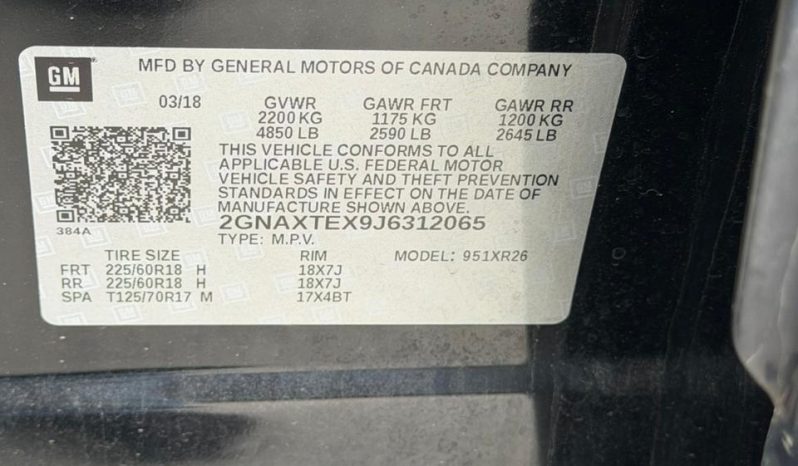 GM
MFD BY GENERAL MOTORS OF CANADA COMPANY
03/18 GVWR GAWR FRT GAWR RR
2200 KG 1175 KG 1200 KG
4850 LB 2590 LB 2645 LB
THIS VEHICLE CONFORMS TO ALL
APPLICABLE U.S. FEDERAL MOTOR
VEHICLE SAFETY AND THEFT PREVENTION
STANDARDS IN EFFECT ON THE DATE OF
MANUFACTURE SHOWN ABOVE.
384A
2GNAXTEX9J6312065
TYPE: M.P.V.
TIRE SIZE RIM MODEL: 951XR26
FRT 225/60R18 H 18X7J
RR 225/60R18 H 18X7J
SPA T125/70R17 M 17X4BT